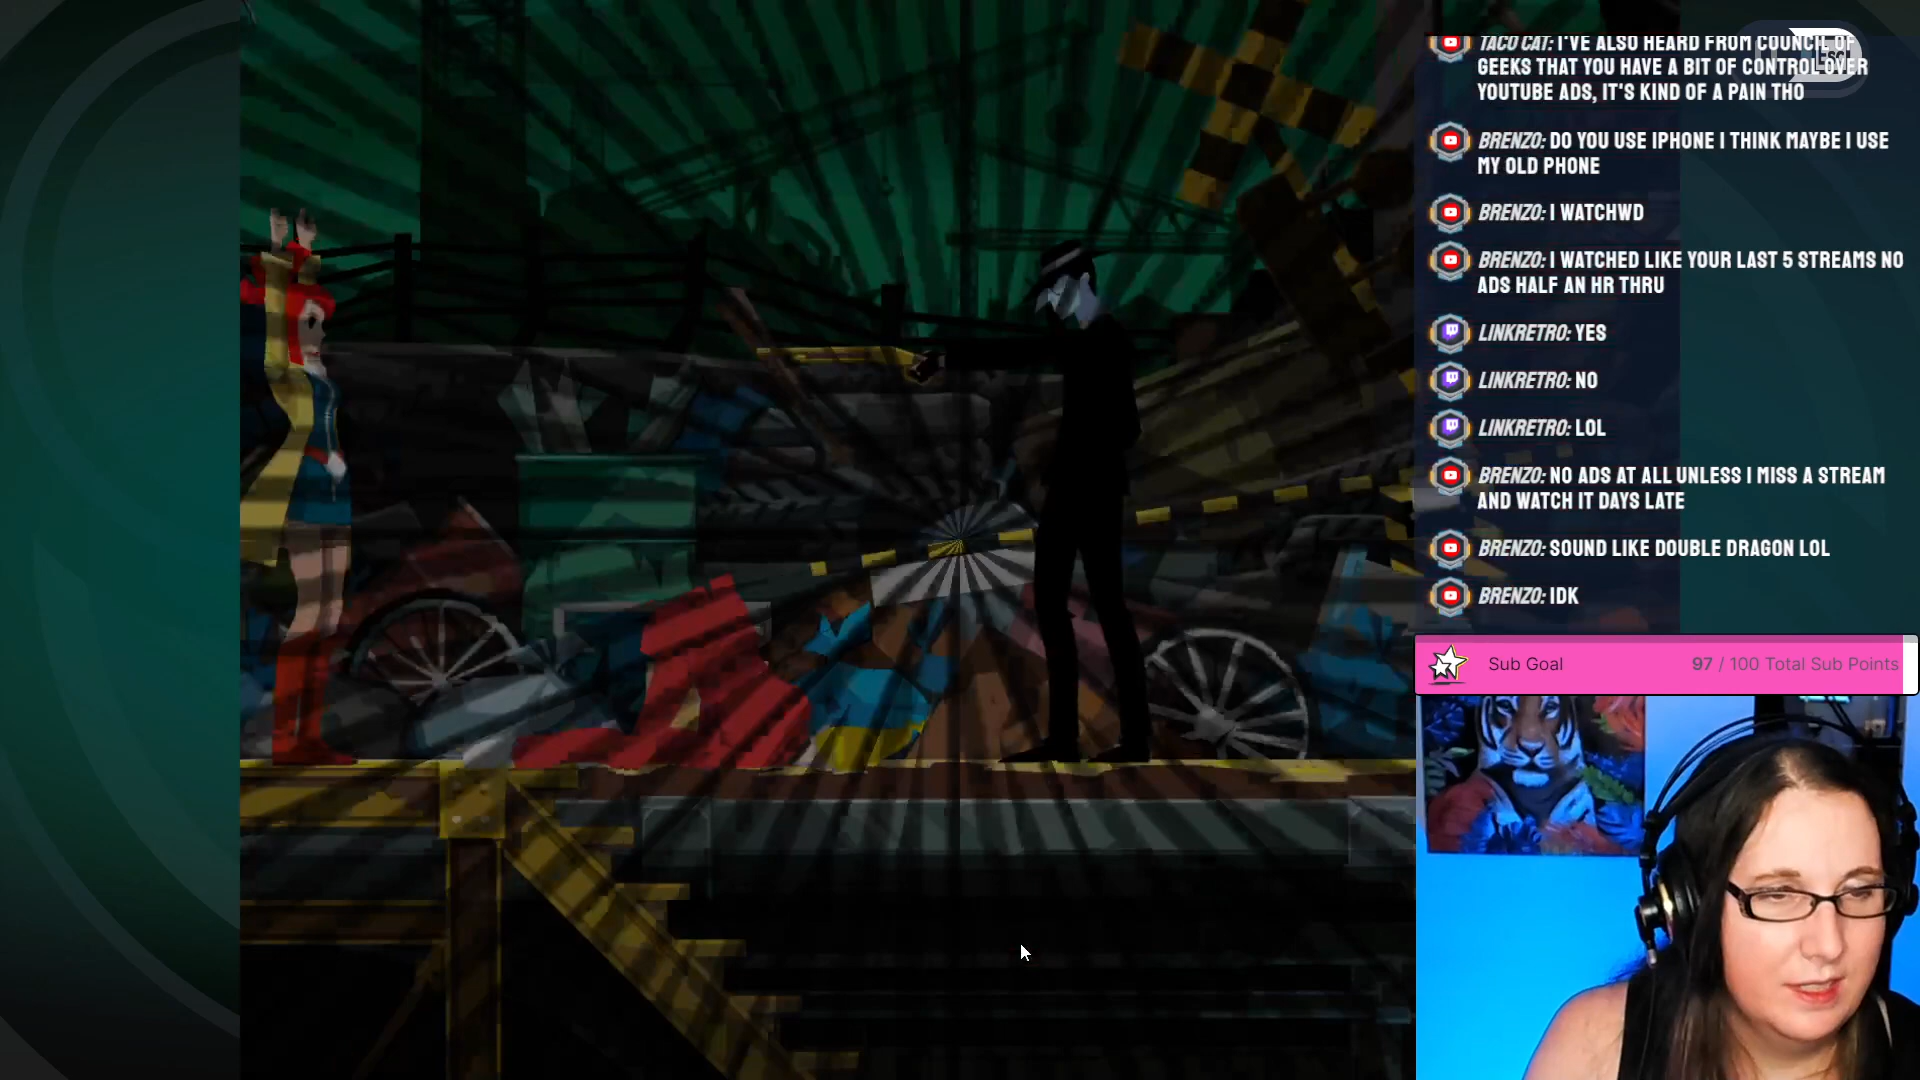 TACO CAT: I'VE ALSO HEARD FROM COUNCIL OF
GEEKS THAT YOU HAVE A BIT OF CONTROL OVER
YOUTUBE ADS, IT'S KIND OF A PAIN THO
ESC
BRENZO: DO YOU USE IPHONE I THINK MAYBE I USE
MY OLD PHONE
BRENZO: I WATCHWD
BRENZO: I WATCHED LIKE YOUR LAST 5 STREAMS NO
ADS HALF AN HR THRU
LINKRETRO: YES
LINKRETRO: NO
LINKRETRO: LOL
BRENZO: NO ADS AT ALL UNLESS I MISS A STREAM
AND WATCH IT DAYS LATE
BRENZO: SOUND LIKE DOUBLE DRAGON LOL
BRENZO: IDK
Sub Goal 97 / 100 Total Sub Points